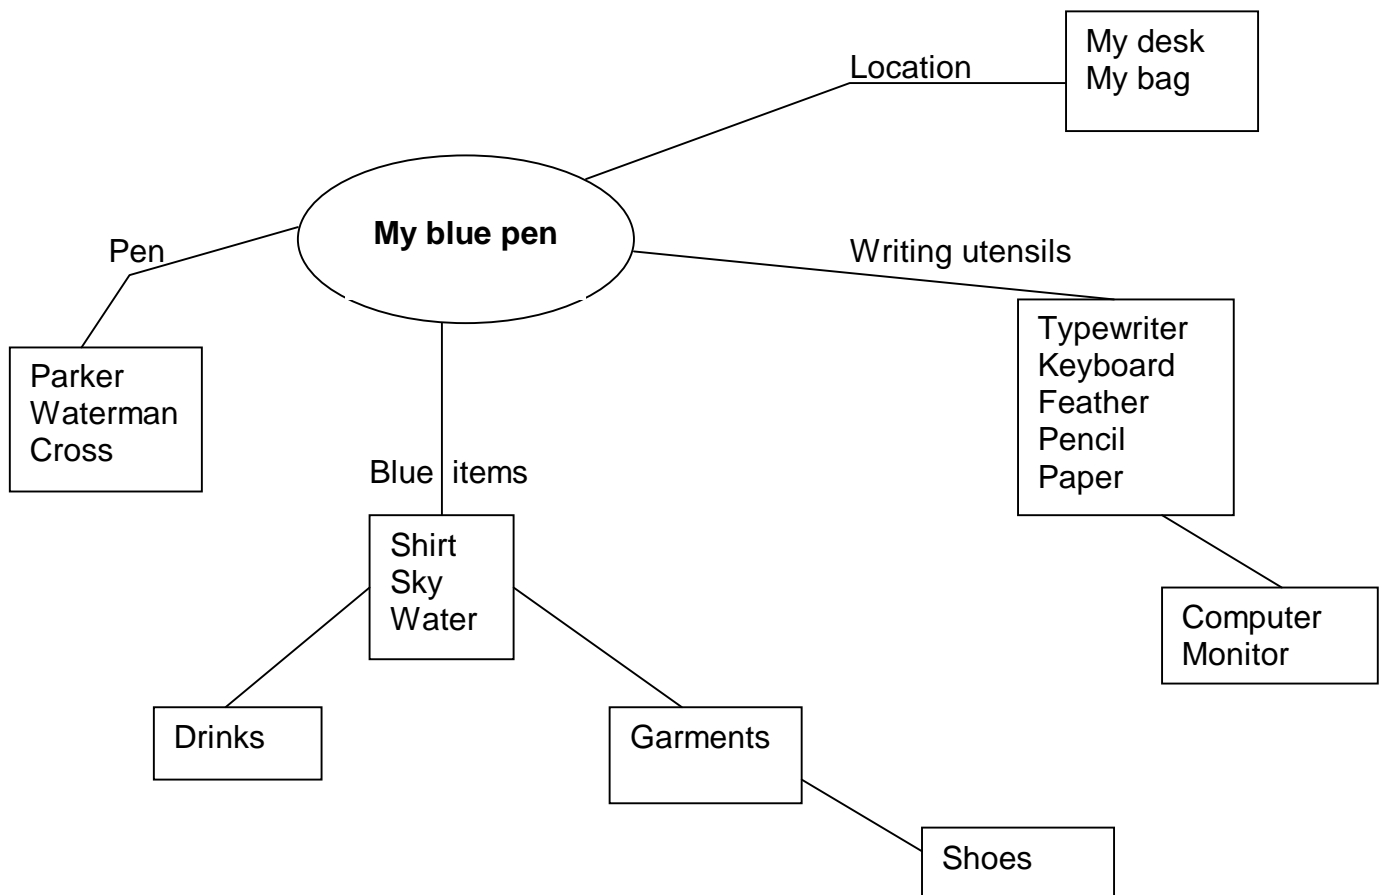 My desk
My bag
Location
My blue pen
Pen
Writing utensils
Typewriter
Keyboard
Feather
Pencil
Paper
Parker
Waterman
Cross
Blue items
Shirt
Sky
Water
Computer
Monitor
Drinks
Garments
Shoes